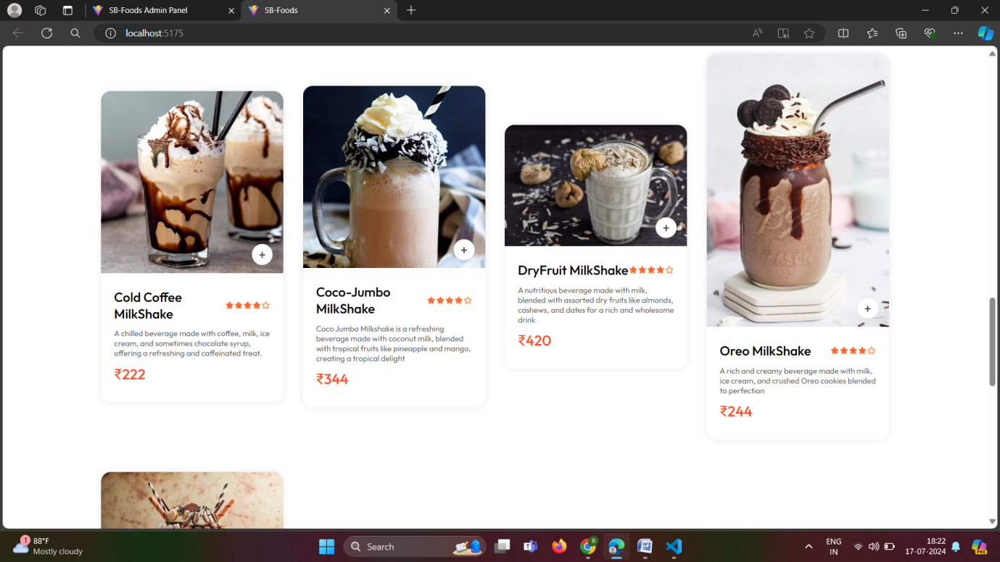 SB-Foods Admin Panel
SB-Foods
localhost:5175
Cold Coffee
MilkShake
A chilled beverage made with coffee, milk, ice
cream, and sometimes chocolate syrup,
offering a refreshing and caffeinated treat.
₹222
Coco-Jumbo
MilkShake
Coco Jumbo Milkshake is a refreshing
beverage made with coconut milk, blended
with tropical fruits like pineapple and mango,
creating a tropical delight
₹344
DryFruit MilkShake
A nutritious beverage made with milk,
blended with assorted dry fruits like almonds,
cashews, and dates for a rich and wholesome
drink
₹420
MASON
Oreo MilkShake
A rich and creamy beverage made with milk,
ice cream, and crushed Oreo cookies blended
to perfection
₹244
1
88°F
Mostly cloudy
Search
B
ENG
IN
18:22
17-07-2024
PRE